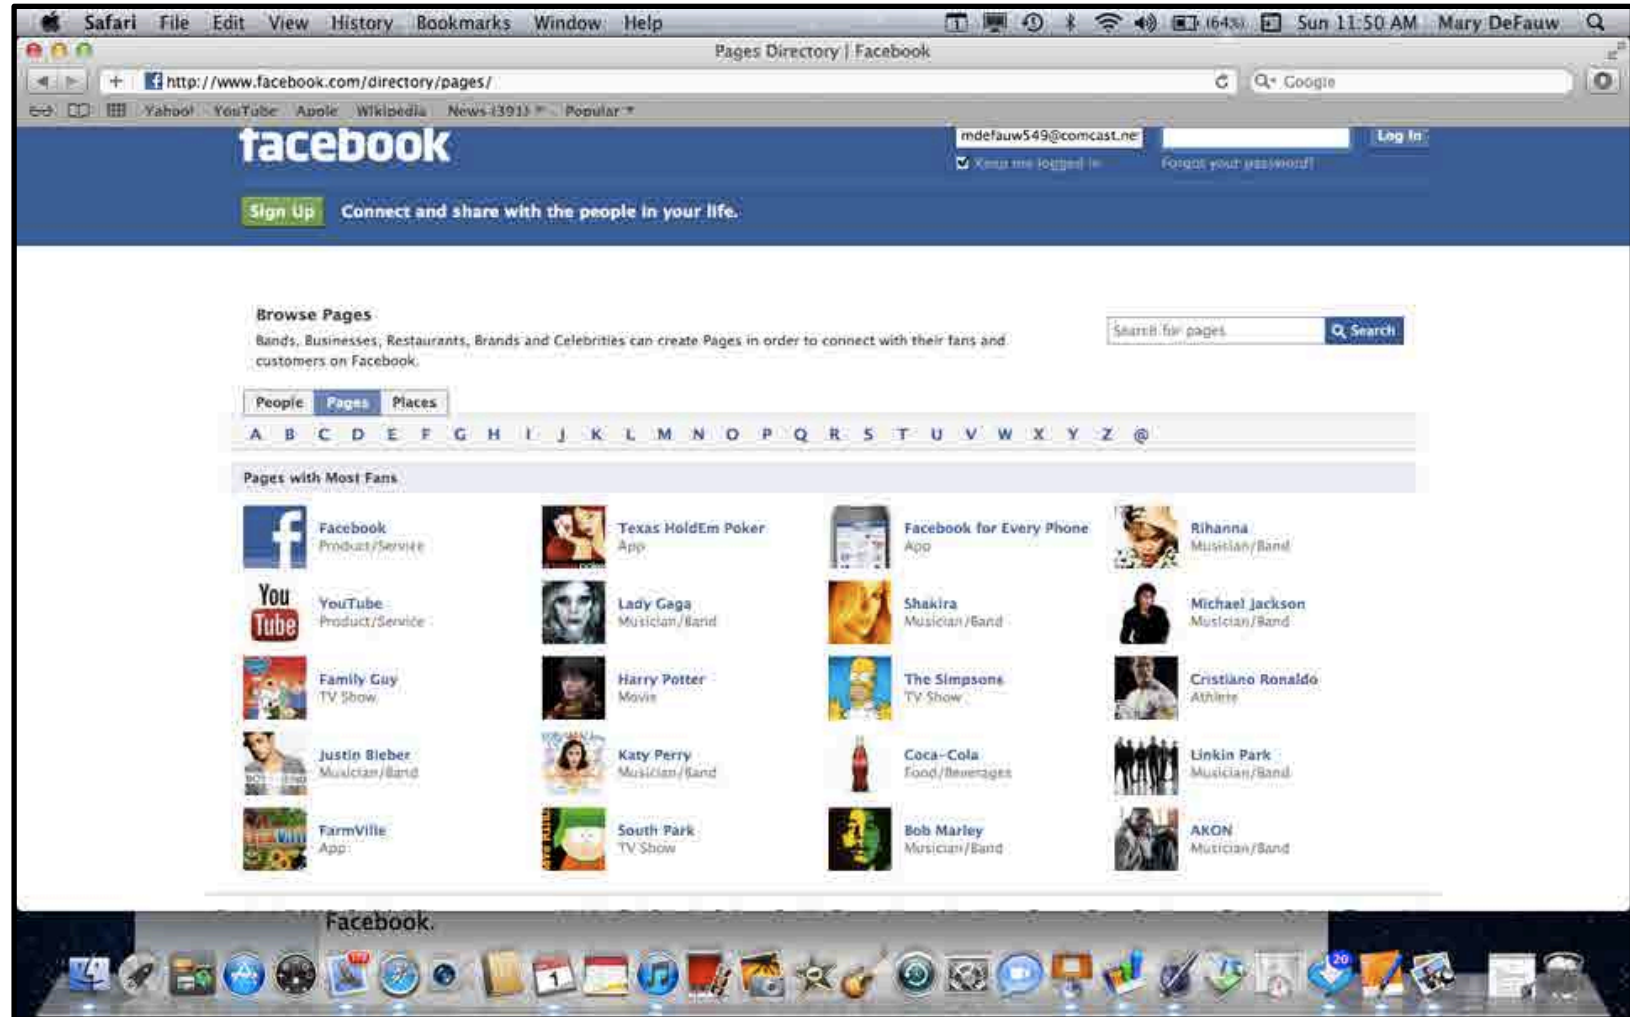 Safari File Edit View History Bookmarks Window Help (64%) Sun 11:50 AM Mary DeFauw
Pages Directory | Facebook
http://www.facebook.com/directory/pages/ Google
Yahoo! YouTube Apple Wikipedia News (391) Popular
facebook
mdefauw549@comcast.ne Log In
Keep me logged in Forgot your password?
Sign Up Connect and share with the people in your life.
Browse Pages
Bands, Businesses, Restaurants, Brands and Celebrities can create Pages in order to connect with their fans and
customers on Facebook.
Search for pages Search
People Pages Places
A B C D E F G H I J K L M N O P Q R S T U V W X Y Z @
Pages with Most Fans
Facebook Texas HoldEm Poker Facebook for Every Phone Rihanna
Product/Service App App Musician/Band
You
Tube
YouTube Lady Gaga Shakira Michael Jackson
Product/Service Musician/Band Musician/Band Musician/Band
Family Guy Harry Potter The Simpsons Cristiano Ronaldo
TV Show Movie TV Show Athlete
Justin Bieber Katy Perry Coca-Cola Linkin Park
Musician/Band Musician/Band Food/Beverages Musician/Band
FarmVille South Park Bob Marley AKON
App TV Show Musician/Band Musician/Band
Facebook.
1
20